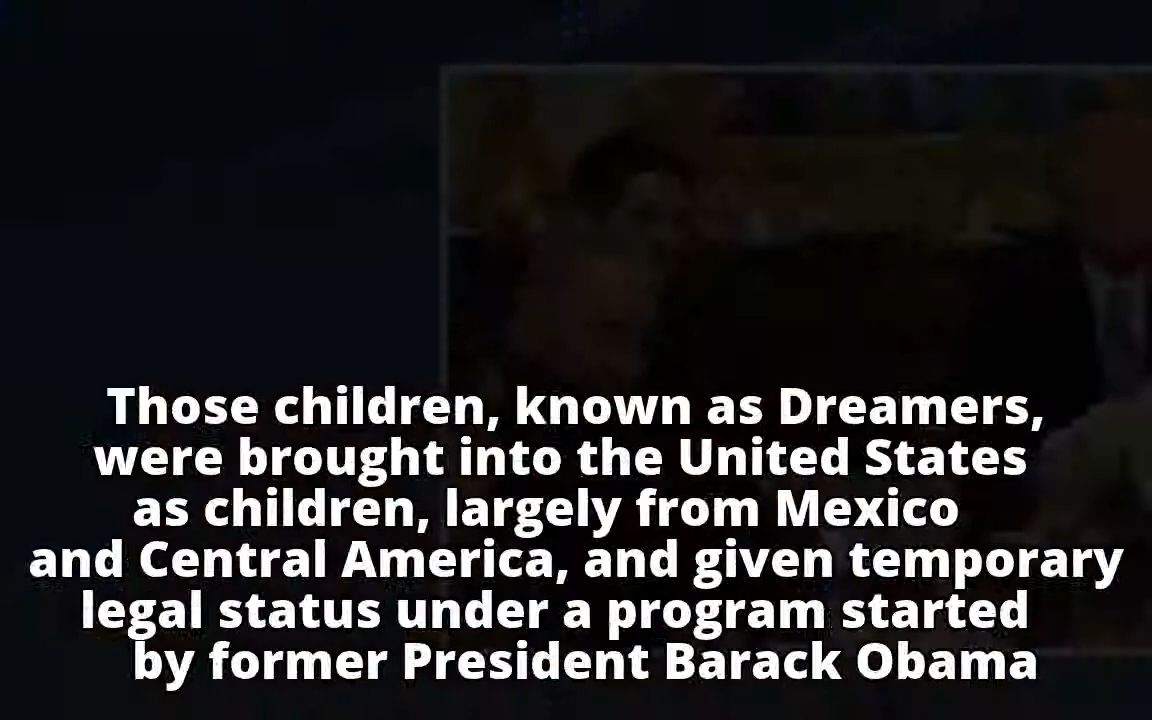 Those children, known as Dreamers,
were brought into the United States
as children, largely from Mexico
and Central America, and given temporary
legal status under a program started
by former President Barack Obama